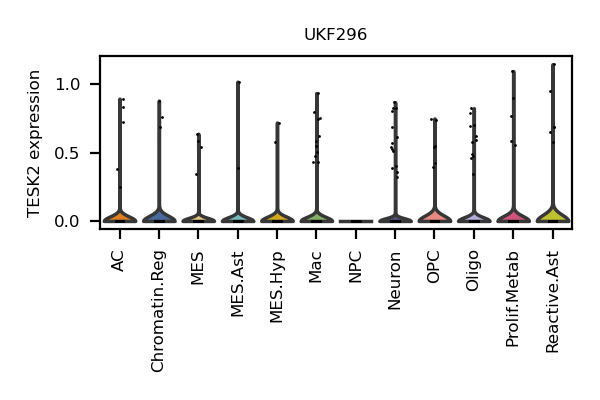 UKF296
TESK2 expression
1.0
0.5
0.0
AC
Chromatin.Reg
MES
MES.Ast
MES.Hyp
Mac
NPC
Neuron
OPC
Oligo
Prolif.Metab
Reactive.Ast